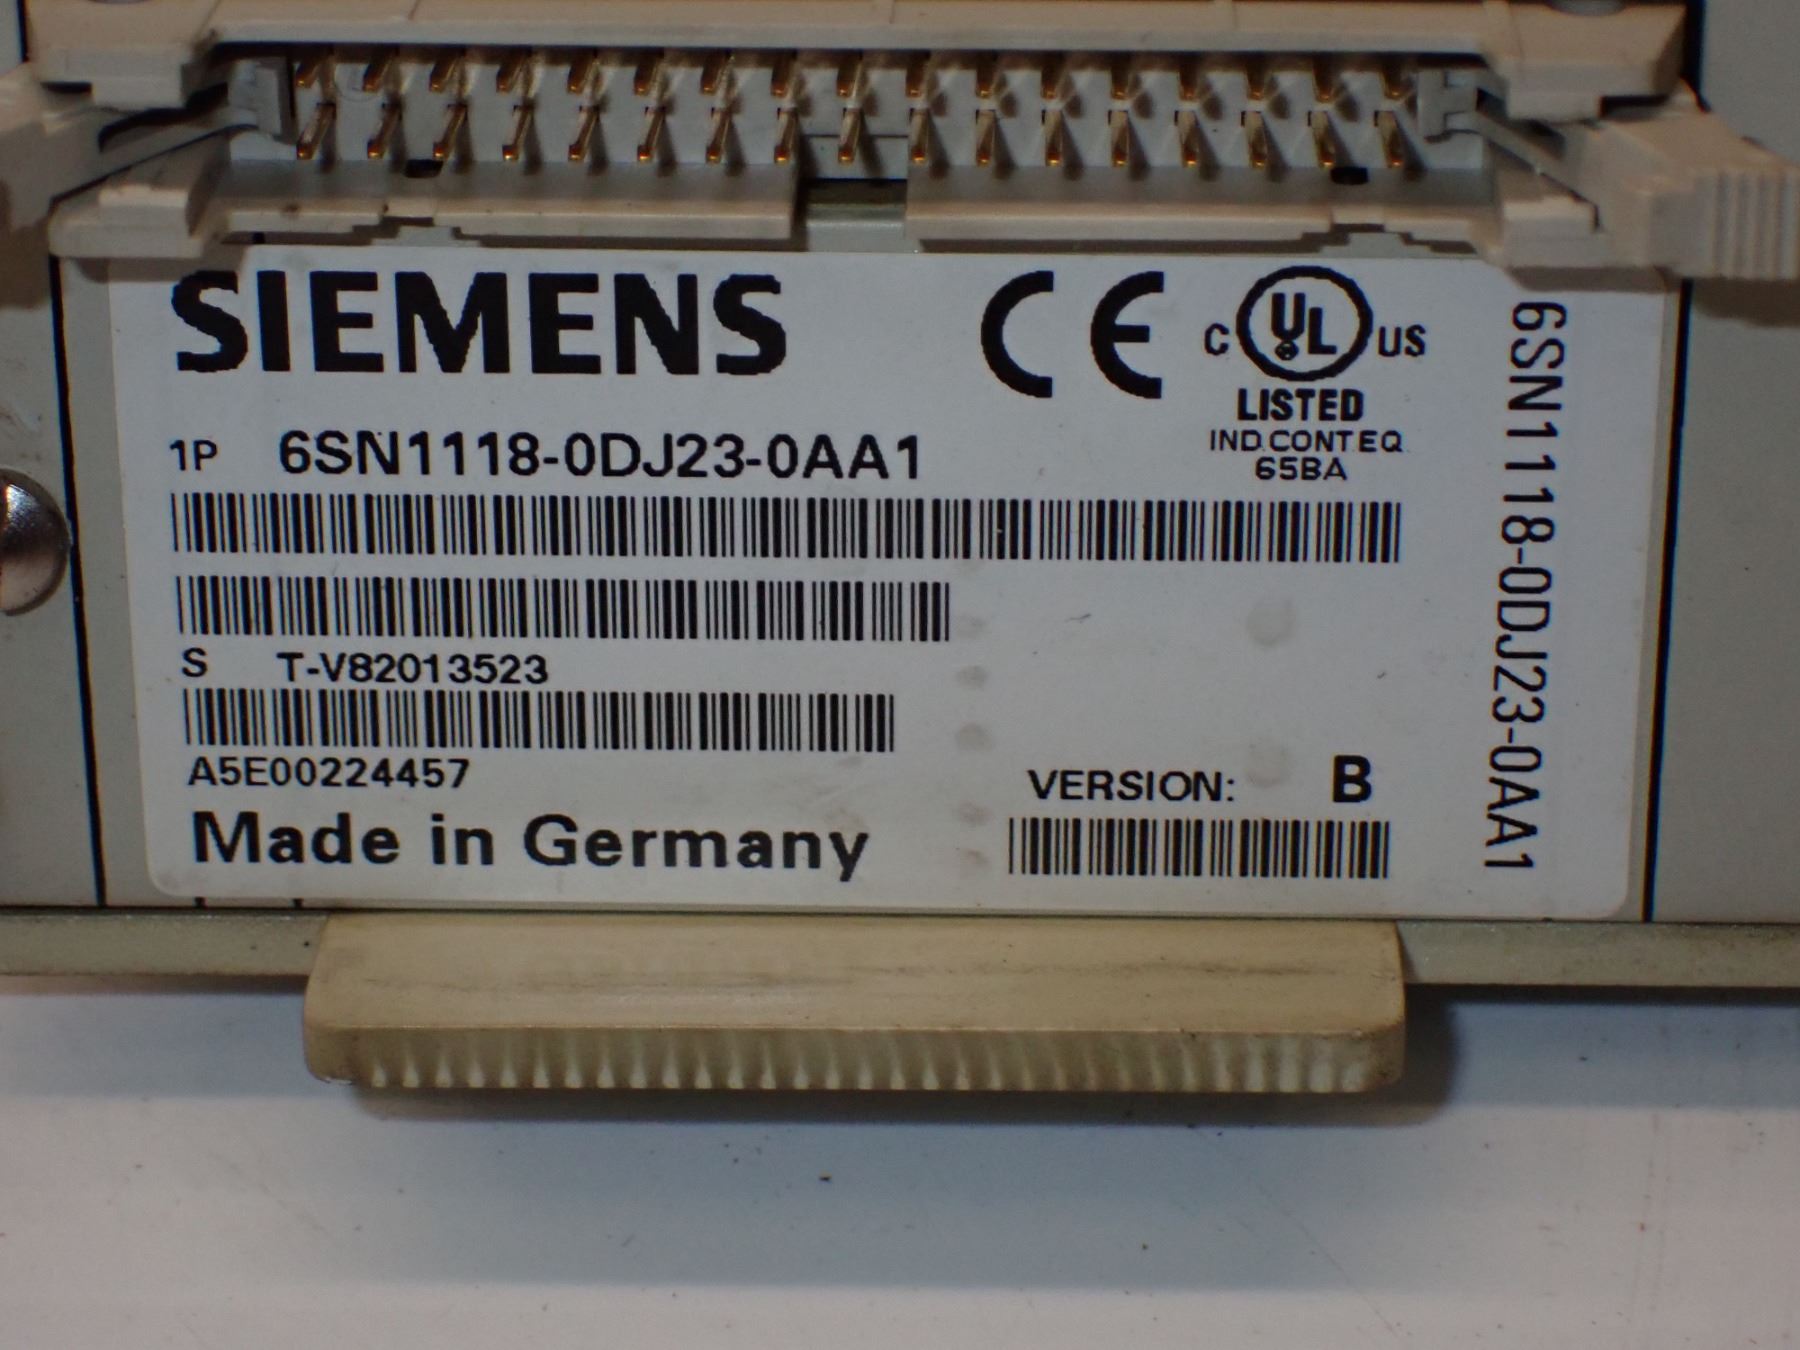 SIEMENS
CE
C UL US
LISTED
IND.CONT.EQ
65BA
1P 6SN1118-0DJ23-0AA1
S T-V82013523
A5E00224457
VERSION: B
Made in Germany
6SN1118-0DJ23-0AA1